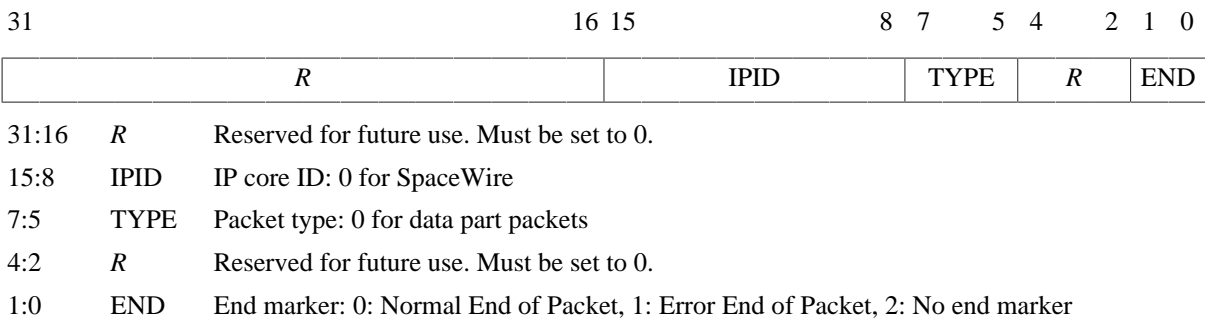 31 16 15 8 7 5 4 2 1 0
R IPID TYPE R END
31:16 R Reserved for future use. Must be set to 0.
15:8 IPID IP core ID: 0 for SpaceWire
7:5 TYPE Packet type: 0 for data part packets
4:2 R Reserved for future use. Must be set to 0.
1:0 END End marker: 0: Normal End of Packet, 1: Error End of Packet, 2: No end marker